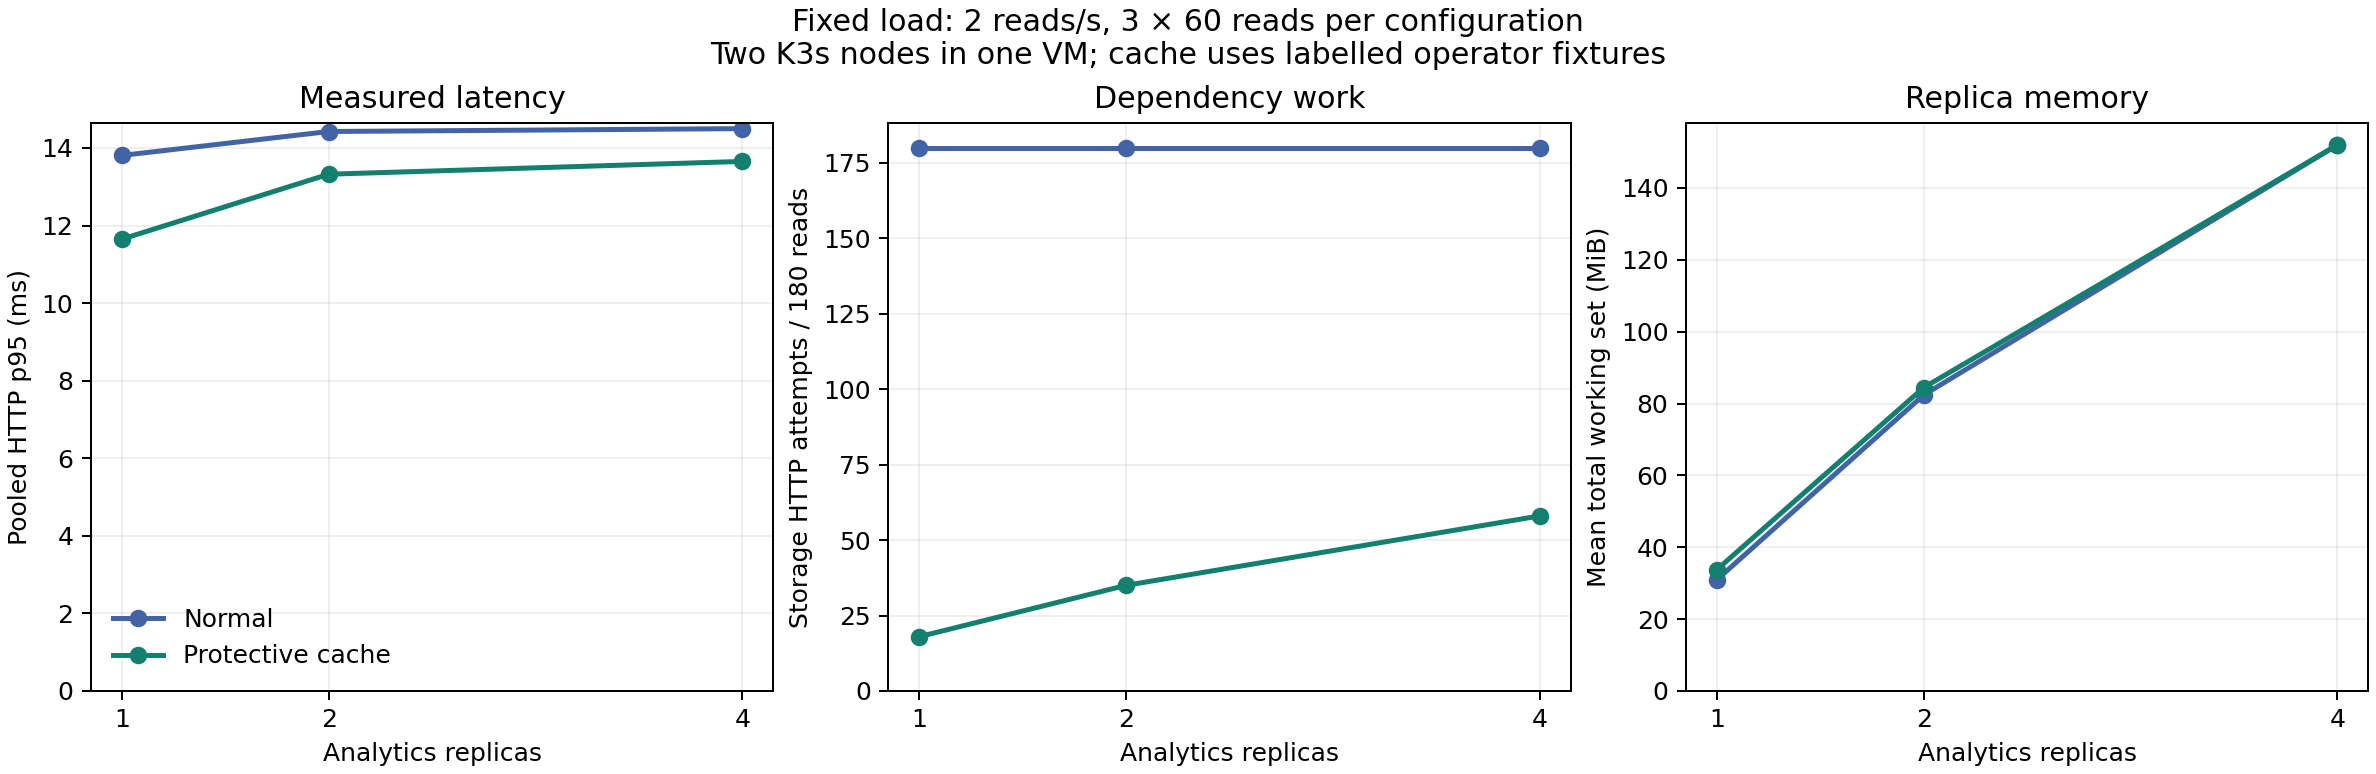 Fixed load: 2 reads/s, 3 × 60 reads per configuration
Two K3s nodes in one VM; cache uses labelled operator fixtures
Measured latency
Pooled HTTP p95 (ms)
14
12
10
8
6
4
2
0
Normal
Protective cache
1
2
4
Analytics replicas
Dependency work
Storage HTTP attempts / 180 reads
175
150
125
100
75
50
25
0
1
2
4
Analytics replicas
Replica memory
Mean total working set (MiB)
140
120
100
80
60
40
20
0
1
2
4
Analytics replicas